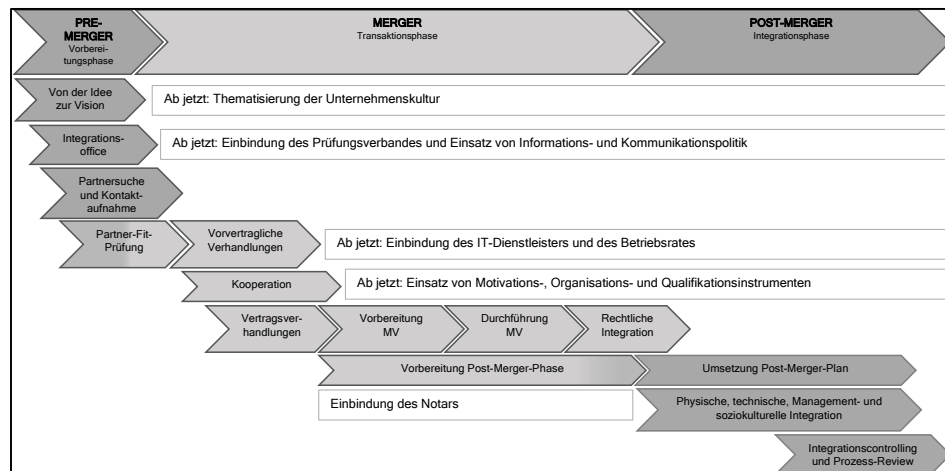 PRE-
MERGER
Vorberei-
tungsphase
MERGER
Transaktionsphase
POST-MERGER
Integrationsphase
Von der Idee
zur Vision
Ab jetzt: Thematisierung der Unternehmenskultur
Integrations-
office
Ab jetzt: Einbindung des Prüfungsverbandes und Einsatz von Informations- und Kommunikationspolitik
Partnersuche
und Kontakt-
aufnahme
Partner-Fit-
Prüfung
Vorvertragliche
Verhandlungen
Ab jetzt: Einbindung des IT-Dienstleisters und des Betriebsrates
Kooperation
Ab jetzt: Einsatz von Motivations-, Organisations- und Qualifikationsinstrumenten
Vertragsver-
handlungen
Vorbereitung
MV
Durchführung
MV
Rechtliche
Integration
Vorbereitung Post-Merger-Phase
Umsetzung Post-Merger-Plan
Einbindung des Notars
Physische, technische, Management- und
soziokulturelle Integration
Integrationscontrolling
und Prozess-Review